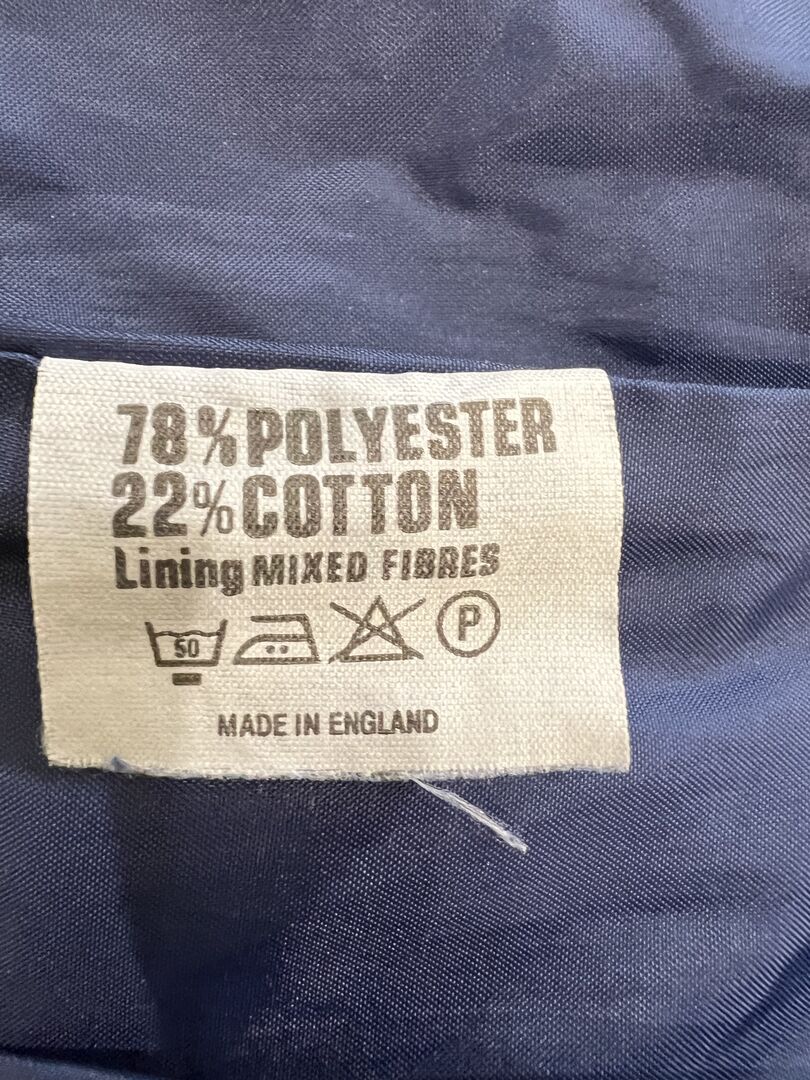 78% POLYESTER
22% COTTON
Lining MIXED FIBRES
50 P
MADE IN ENGLAND